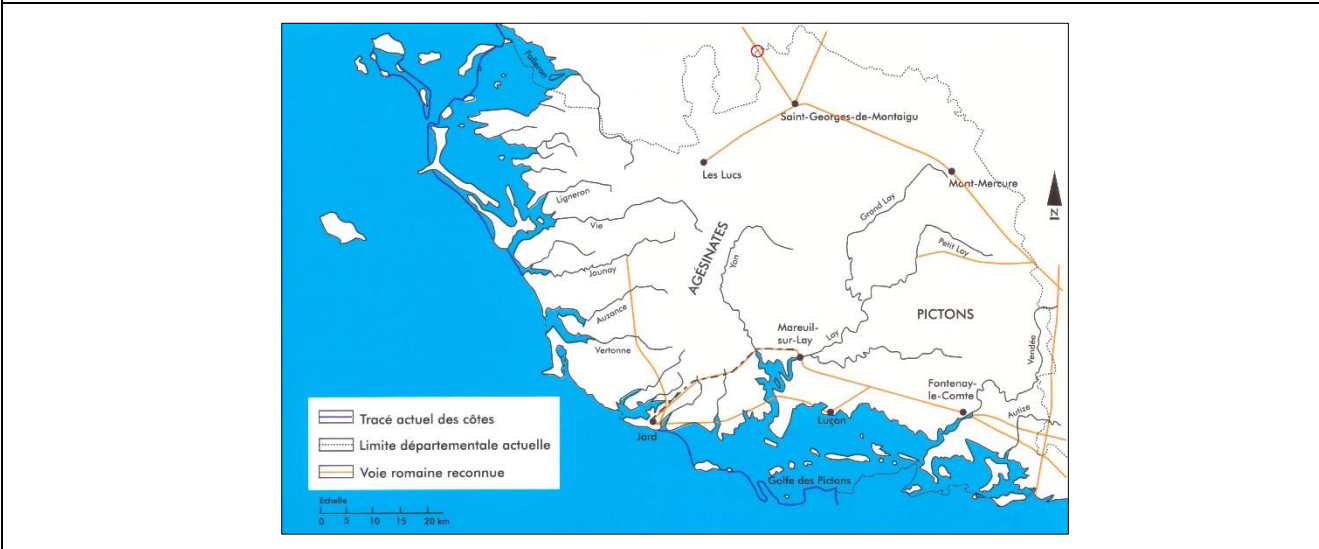 Falleron
Saint-Georges-de-Montaigu
Les Lucs
Mont-Mercure
N
Ligneron
Grand Lay
Vie
Petit Lay
AGÉSINATES
Yon
Jaunay
PICTONS
Auzance
Mareuil-
sur-Lay
Lay
Vertonne
Vendée
Fontenay-
le-Comte
Autize
Luçon
Jard
Golfe des Pictons
Tracé actuel des côtes
Limite départementale actuelle
Voie romaine reconnue
Echelle
0 5 10 15 20 km